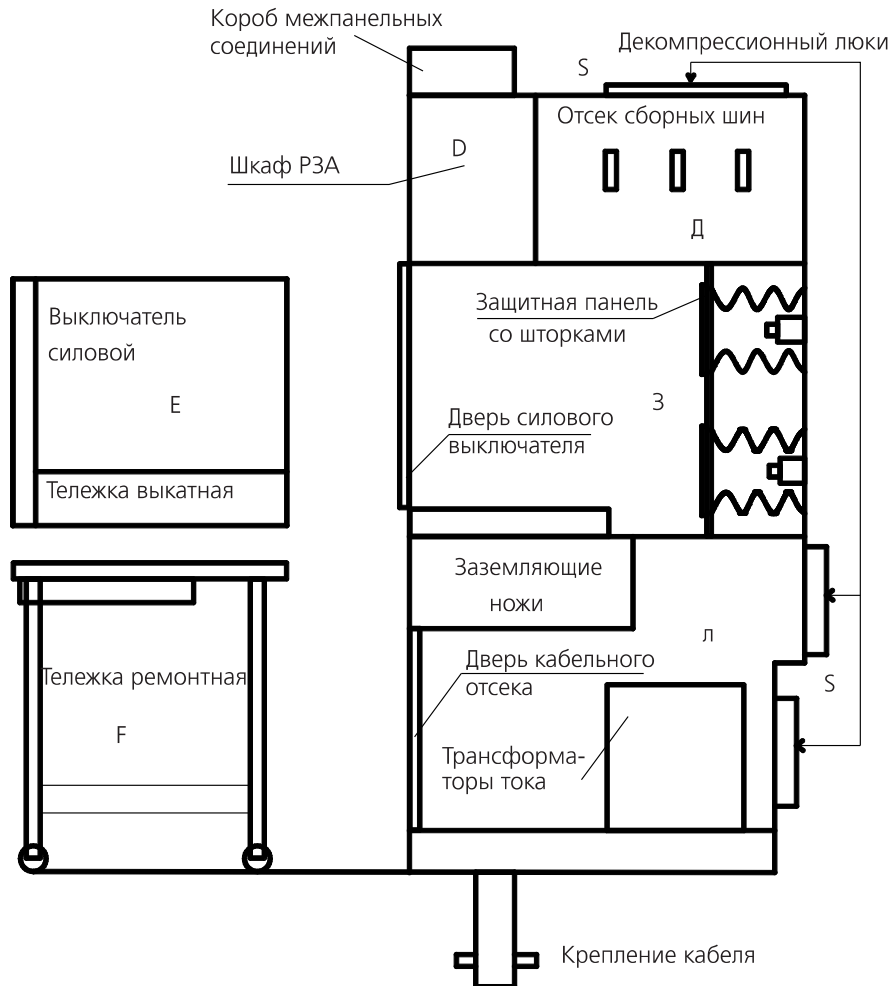 Короб межпанельных
соединений
S
Декомпрессионный люки
Отсек сборных шин
D
Шкаф РЗА
Д
Защитная панель
со шторками
Выключатель
силовой
E
З
Дверь силового
выключателя
Тележка выкатная
Заземляющие
ножи
л
Дверь кабельного
отсека
S
Тележка ремонтная
F
Трансформа-
торы тока
Крепление кабеля